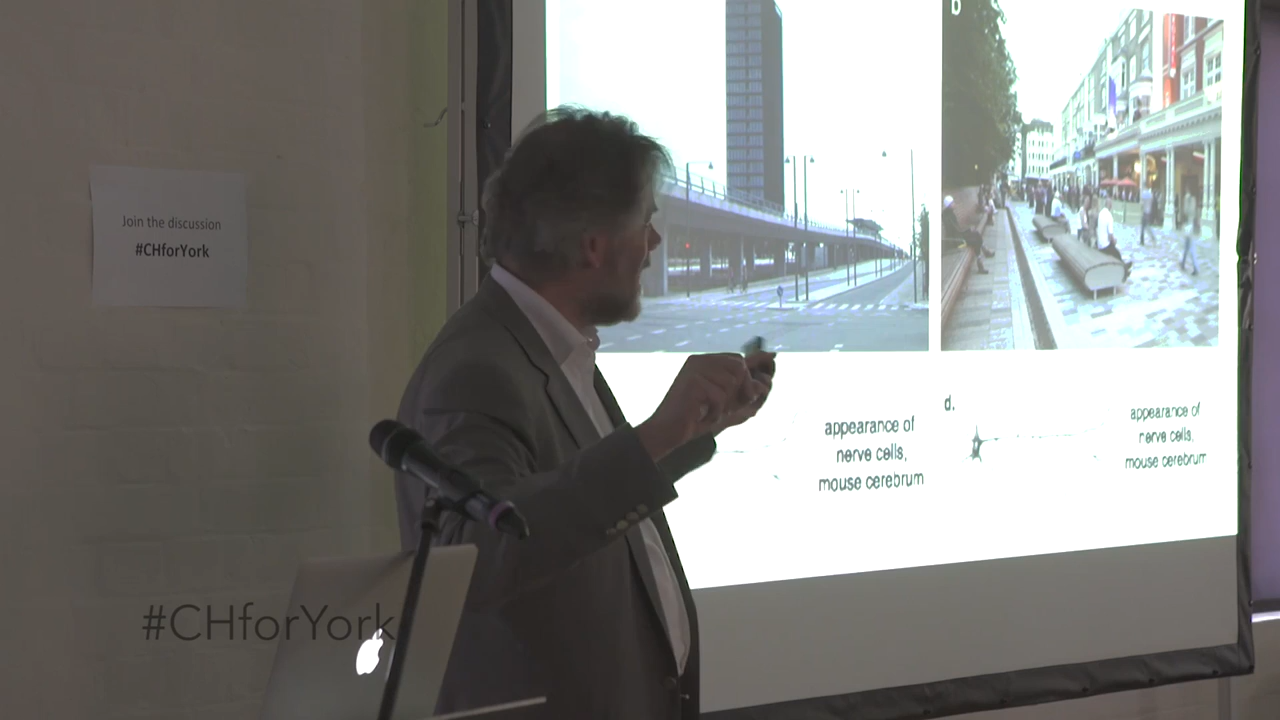 b
Join the discussion
#CHforYork
appearance of
nerve cells,
mouse cerebrum
d.
appearance of
nerve cells,
mouse cerebrum
#CHforYork